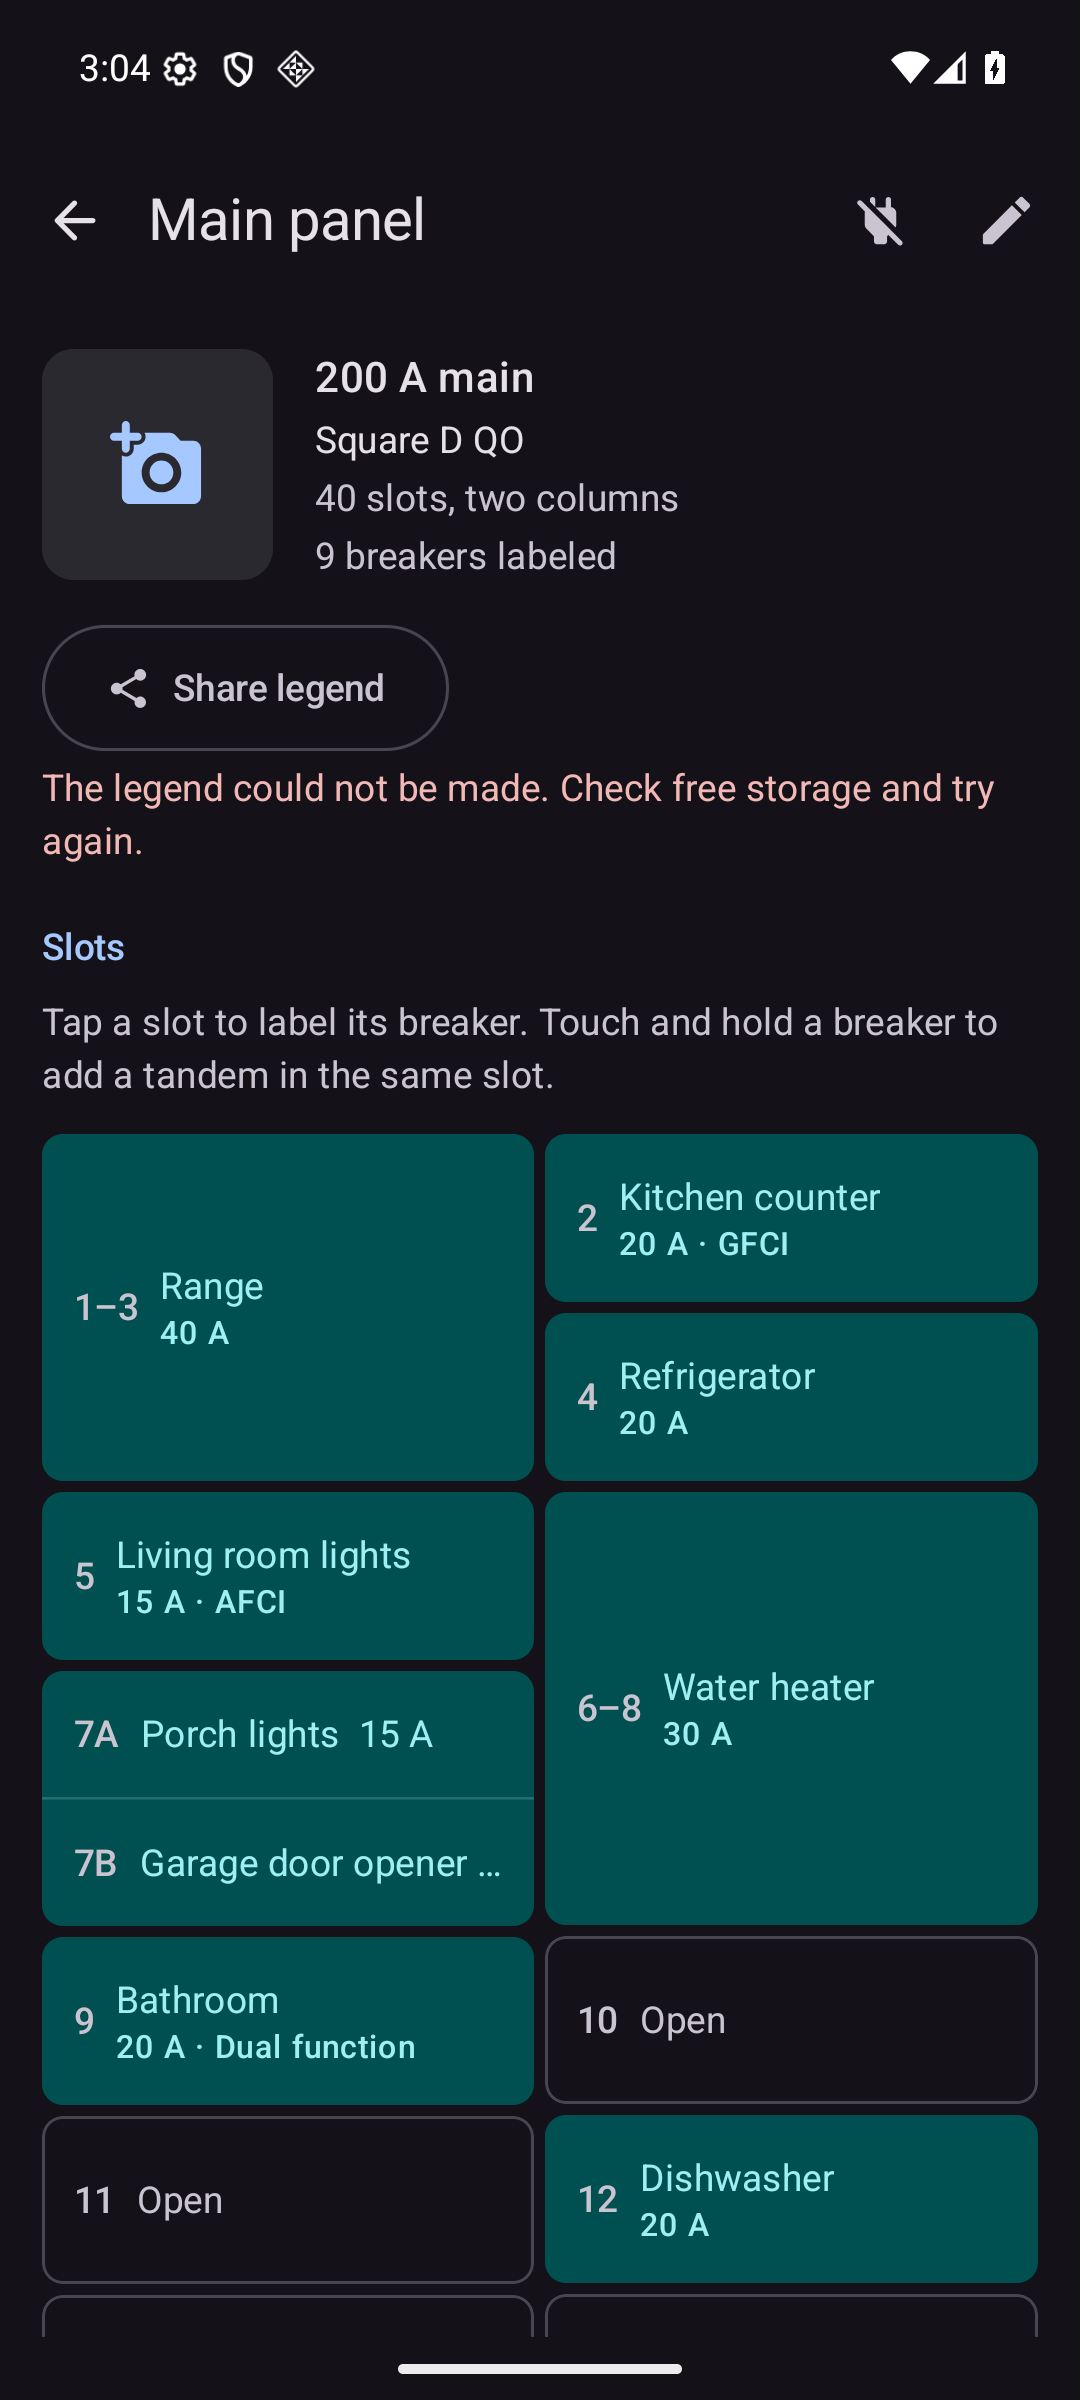 3:04
Main panel
200 A main
Square D QO
40 slots, two columns
9 breakers labeled
Share legend
The legend could not be made. Check free storage and try
again.
Slots
Tap a slot to label its breaker. Touch and hold a breaker to
add a tandem in the same slot.
1–3 Range
40 A
2 Kitchen counter
20 A · GFCI
4 Refrigerator
20 A
5 Living room lights
15 A · AFCI
6–8 Water heater
30 A
7A Porch lights 15 A
7B Garage door opener …
9 Bathroom
20 A · Dual function
10 Open
11 Open
12 Dishwasher
20 A